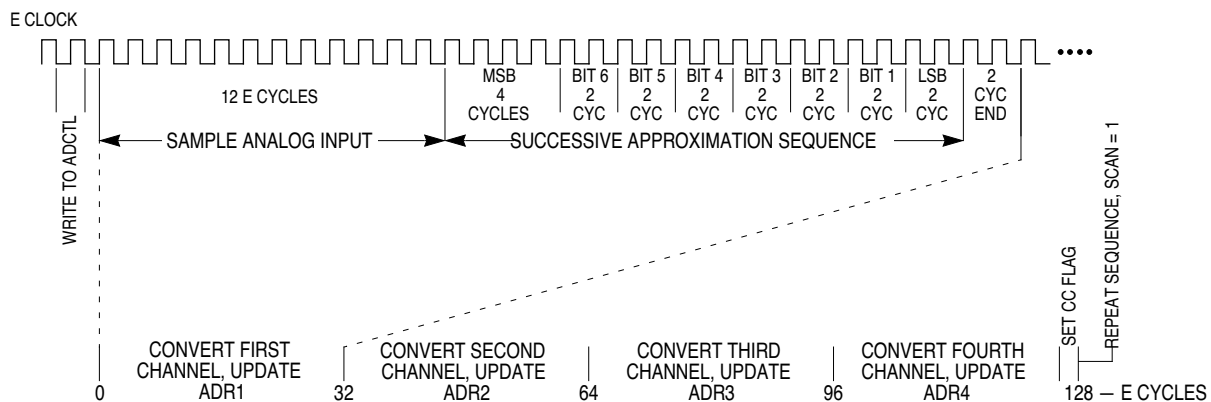 E CLOCK
12 E CYCLES
MSB
4
CYCLES
BIT 6
2
CYC
BIT 5
2
CYC
BIT 4
2
CYC
BIT 3
2
CYC
BIT 2
2
CYC
BIT 1
2
CYC
LSB
2
CYC
2
CYC
END
WRITE TO ADCTL
SAMPLE ANALOG INPUT
SUCCESSIVE APPROXIMATION SEQUENCE
SET CC FLAG
REPEAT SEQUENCE, SCAN = 1
CONVERT FIRST
CHANNEL, UPDATE
ADR1
CONVERT SECOND
CHANNEL, UPDATE
ADR2
CONVERT THIRD
CHANNEL, UPDATE
ADR3
CONVERT FOURTH
CHANNEL, UPDATE
ADR4
0
32
64
96
128 — E CYCLES